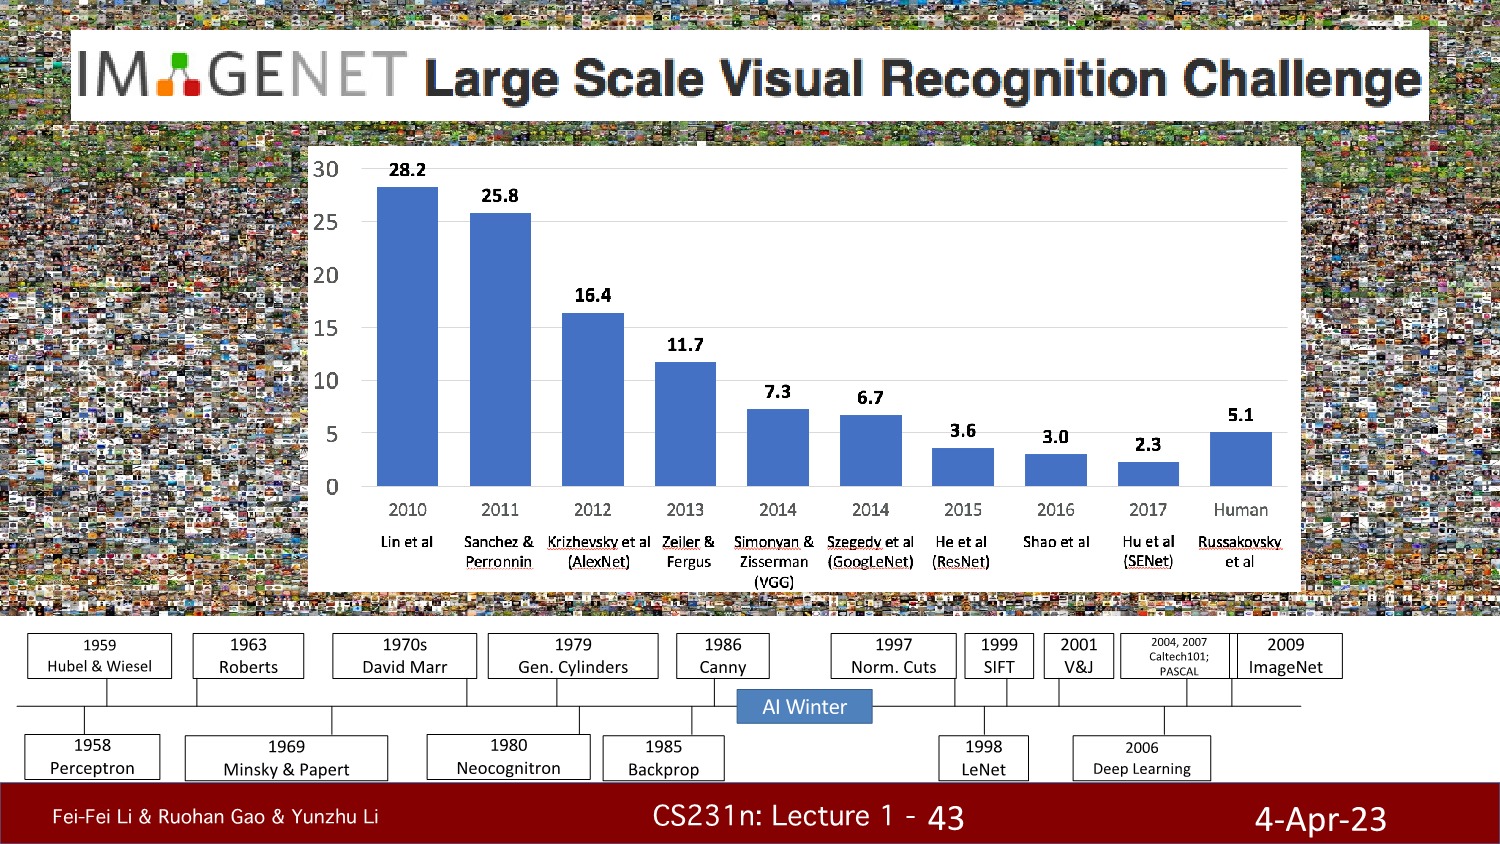 IMAGENET Large Scale Visual Recognition Challenge
30
25
20
15
10
5
0
28.2
25.8
16.4
11.7
7.3
6.7
3.6
3.0
2.3
5.1
2010
2011
2012
2013
2014
2014
2015
2016
2017
Human
Lin et al
Sanchez &
Perronnin
Krizhevsky et al
(AlexNet)
Zeiler &
Fergus
Simonyan &
Zisserman
(VGG)
Szegedy et al
(GoogLeNet)
He et al
(ResNet)
Shao et al
Hu et al
(SENet)
Russakovsky
et al
1959
Hubel & Wiesel
1963
Roberts
1970s
David Marr
1979
Gen. Cylinders
1986
Canny
1997
Norm. Cuts
1999
SIFT
2001
V&J
2004, 2007
Caltech101;
PASCAL
2009
ImageNet
AI Winter
1958
Perceptron
1969
Minsky & Papert
1980
Neocognitron
1985
Backprop
1998
LeNet
2006
Deep Learning
Fei-Fei Li & Ruohan Gao & Yunzhu Li
CS231n: Lecture 1 - 43
4-Apr-23